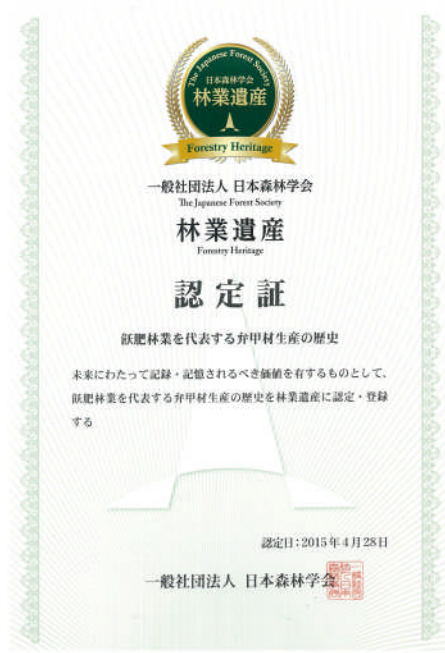 The Japanese Forest Society
日本森林学会
林業遺産
Forestry Heritage
一般社団法人 日本森林学会
The Japanese Forest Society
林業遺産
Forestry Heritage
認定証
飫肥林業を代表する弁甲材生産の歴史
未来にわたって記録・記憶されるべき価値を有するものとして、
飫肥林業を代表する弁甲材生産の歴史を林業遺産に認定・登録
する
認定日:2015年4月28日
一般社団法人 日本森林学会